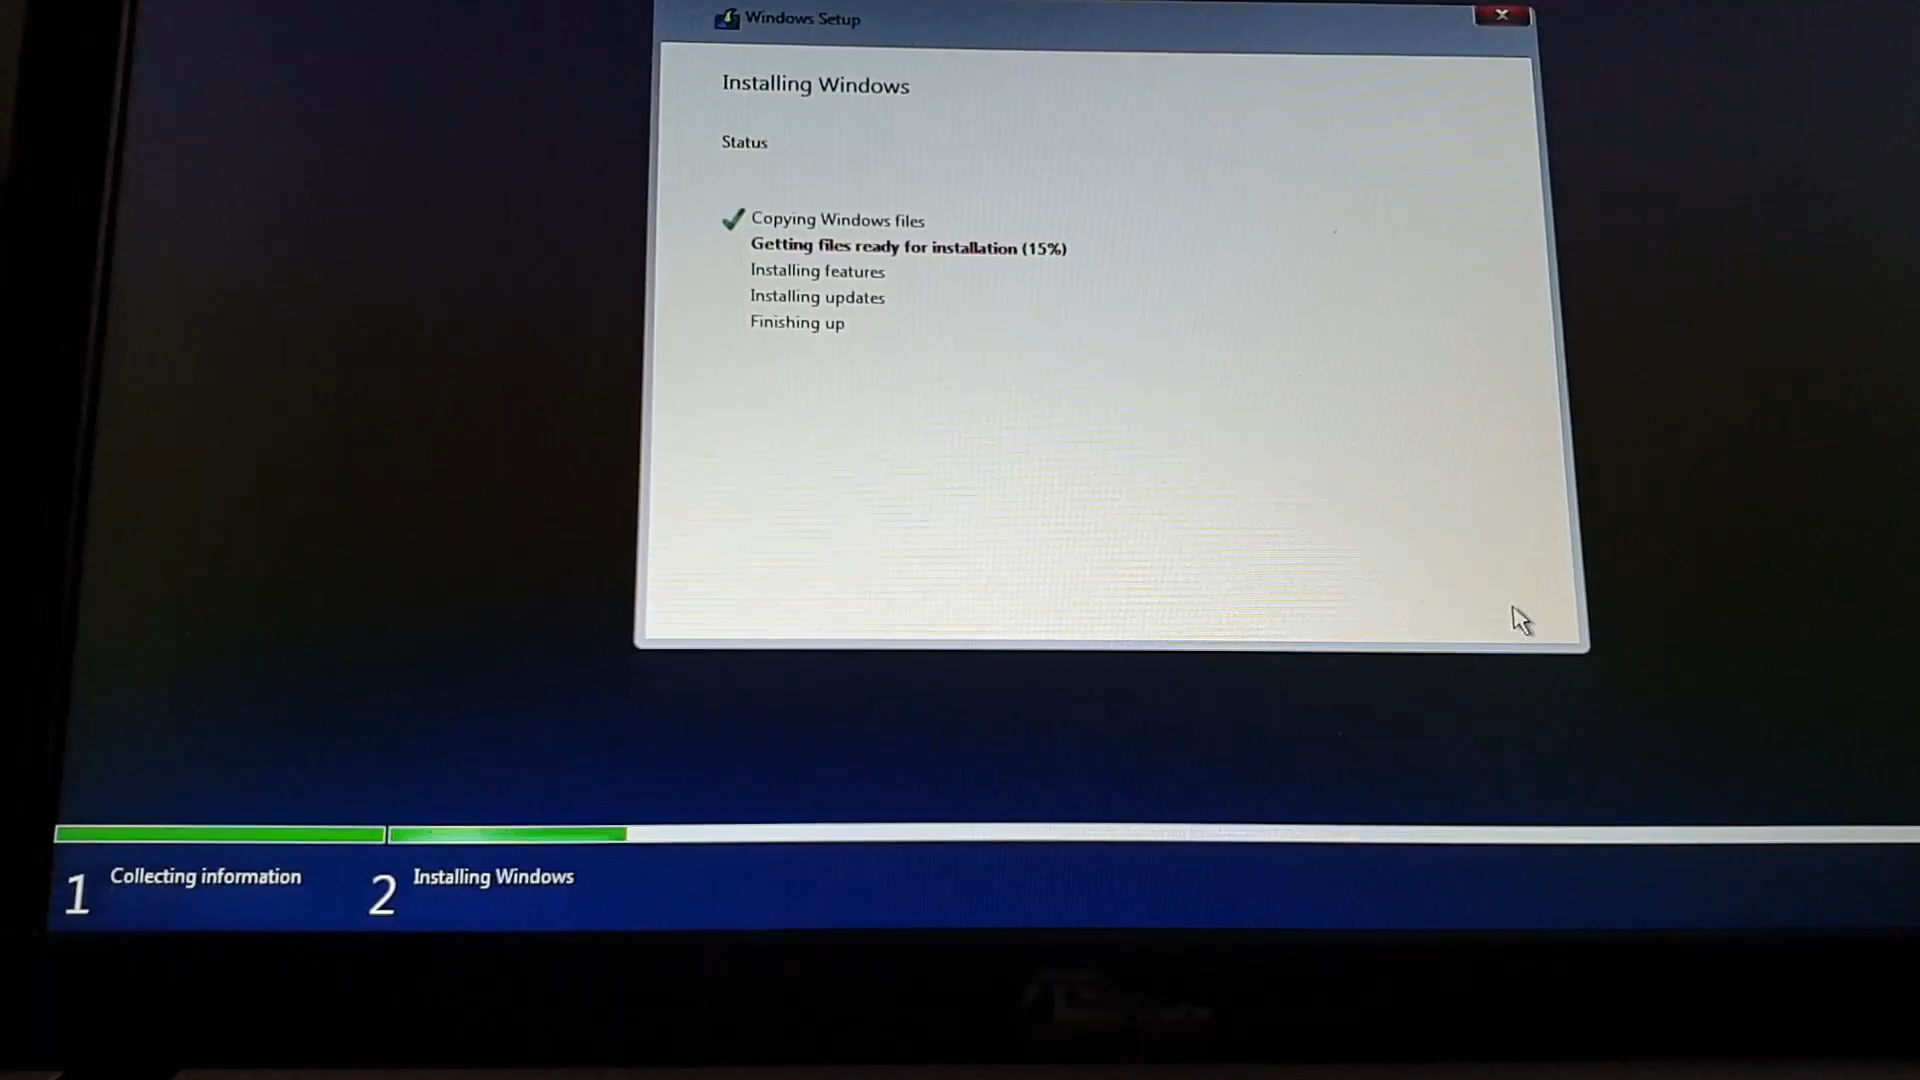 Windows Setup
Installing Windows
Status
Copying Windows files
Getting files ready for installation (15%)
Installing features
Installing updates
Finishing up
1 Collecting information
2 Installing Windows